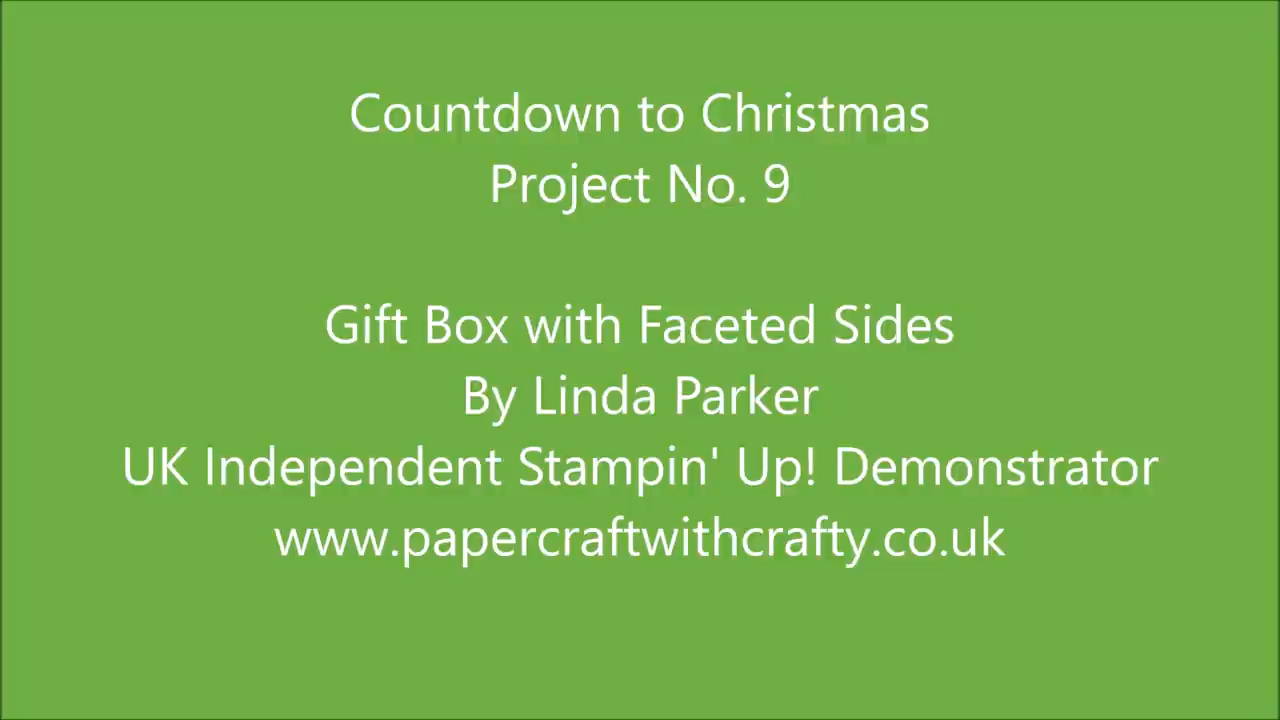 Countdown to Christmas
Project No. 9
Gift Box with Faceted Sides
By Linda Parker
UK Independent Stampin' Up! Demonstrator
www.papercraftwithcrafty.co.uk